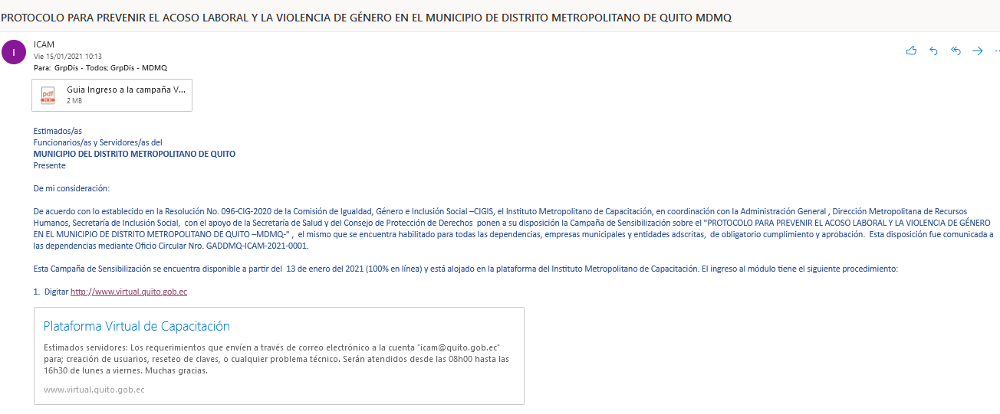 PROTOCOLO PARA PREVENIR EL ACOSO LABORAL Y LA VIOLENCIA DE GÉNERO EN EL MUNICIPIO DE DISTRITO METROPOLITANO DE QUITO MDMQ
I
ICAM
Vie 15/01/2021 10:13
Para: GrpDis - Todos; GrpDis - MDMQ
pdf
Guia Ingreso a la campaña V...
2 MB
Estimados/as
Funcionarios/as y Servidores/as del
MUNICIPIO DEL DISTRITO METROPOLITANO DE QUITO
Presente
De mi consideración:
De acuerdo con lo establecido en la Resolución No. 096-CIG-2020 de la Comisión de Igualdad, Género e Inclusión Social –CIGIS, el Instituto Metropolitano de Capacitación, en coordinación con la Administración General , Dirección Metropolitana de Recursos
Humanos, Secretaría de Inclusión Social, con el apoyo de la Secretaría de Salud y del Consejo de Protección de Derechos ponen a su disposición la Campaña de Sensibilización sobre el "PROTOCOLO PARA PREVENIR EL ACOSO LABORAL Y LA VIOLENCIA DE GÉNERO
EN EL MUNICIPIO DE DISTRITO METROPOLITANO DE QUITO –MDMQ-" , el mismo que se encuentra habilitado para todas las dependencias, empresas municipales y entidades adscritas, de obligatorio cumplimiento y aprobación. Esta disposición fue comunicada a
las dependencias mediante Oficio Circular Nro. GADDMQ-ICAM-2021-0001.
Esta Campaña de Sensibilización se encuentra disponible a partir del 13 de enero del 2021 (100% en línea) y está alojado en la plataforma del Instituto Metropolitano de Capacitación. El ingreso al módulo tiene el siguiente procedimiento:
1. Digitar http://www.virtual.quito.gob.ec
Plataforma Virtual de Capacitación
Estimados servidores: Los requerimientos que envíen a través de correo electrónico a la cuenta "icam@quito.gob.ec"
para; creación de usuarios, reseteo de claves, o cualquier problema técnico. Serán atendidos desde las 08h00 hasta las
16h30 de lunes a viernes. Muchas gracias.
www.virtual.quito.gob.ec